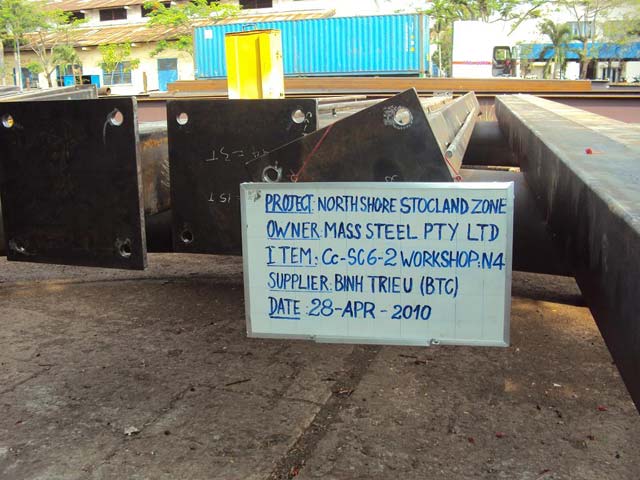 PROJECT: NORTH SHORE STOCLAND ZONE
OWNER: MASS STEEL PTY LTD
ITEM: Cc-SC6-2 WORKSHOP: N4
SUPPLIER: BINH TRIEU (BTC)
DATE: 28-APR-2010